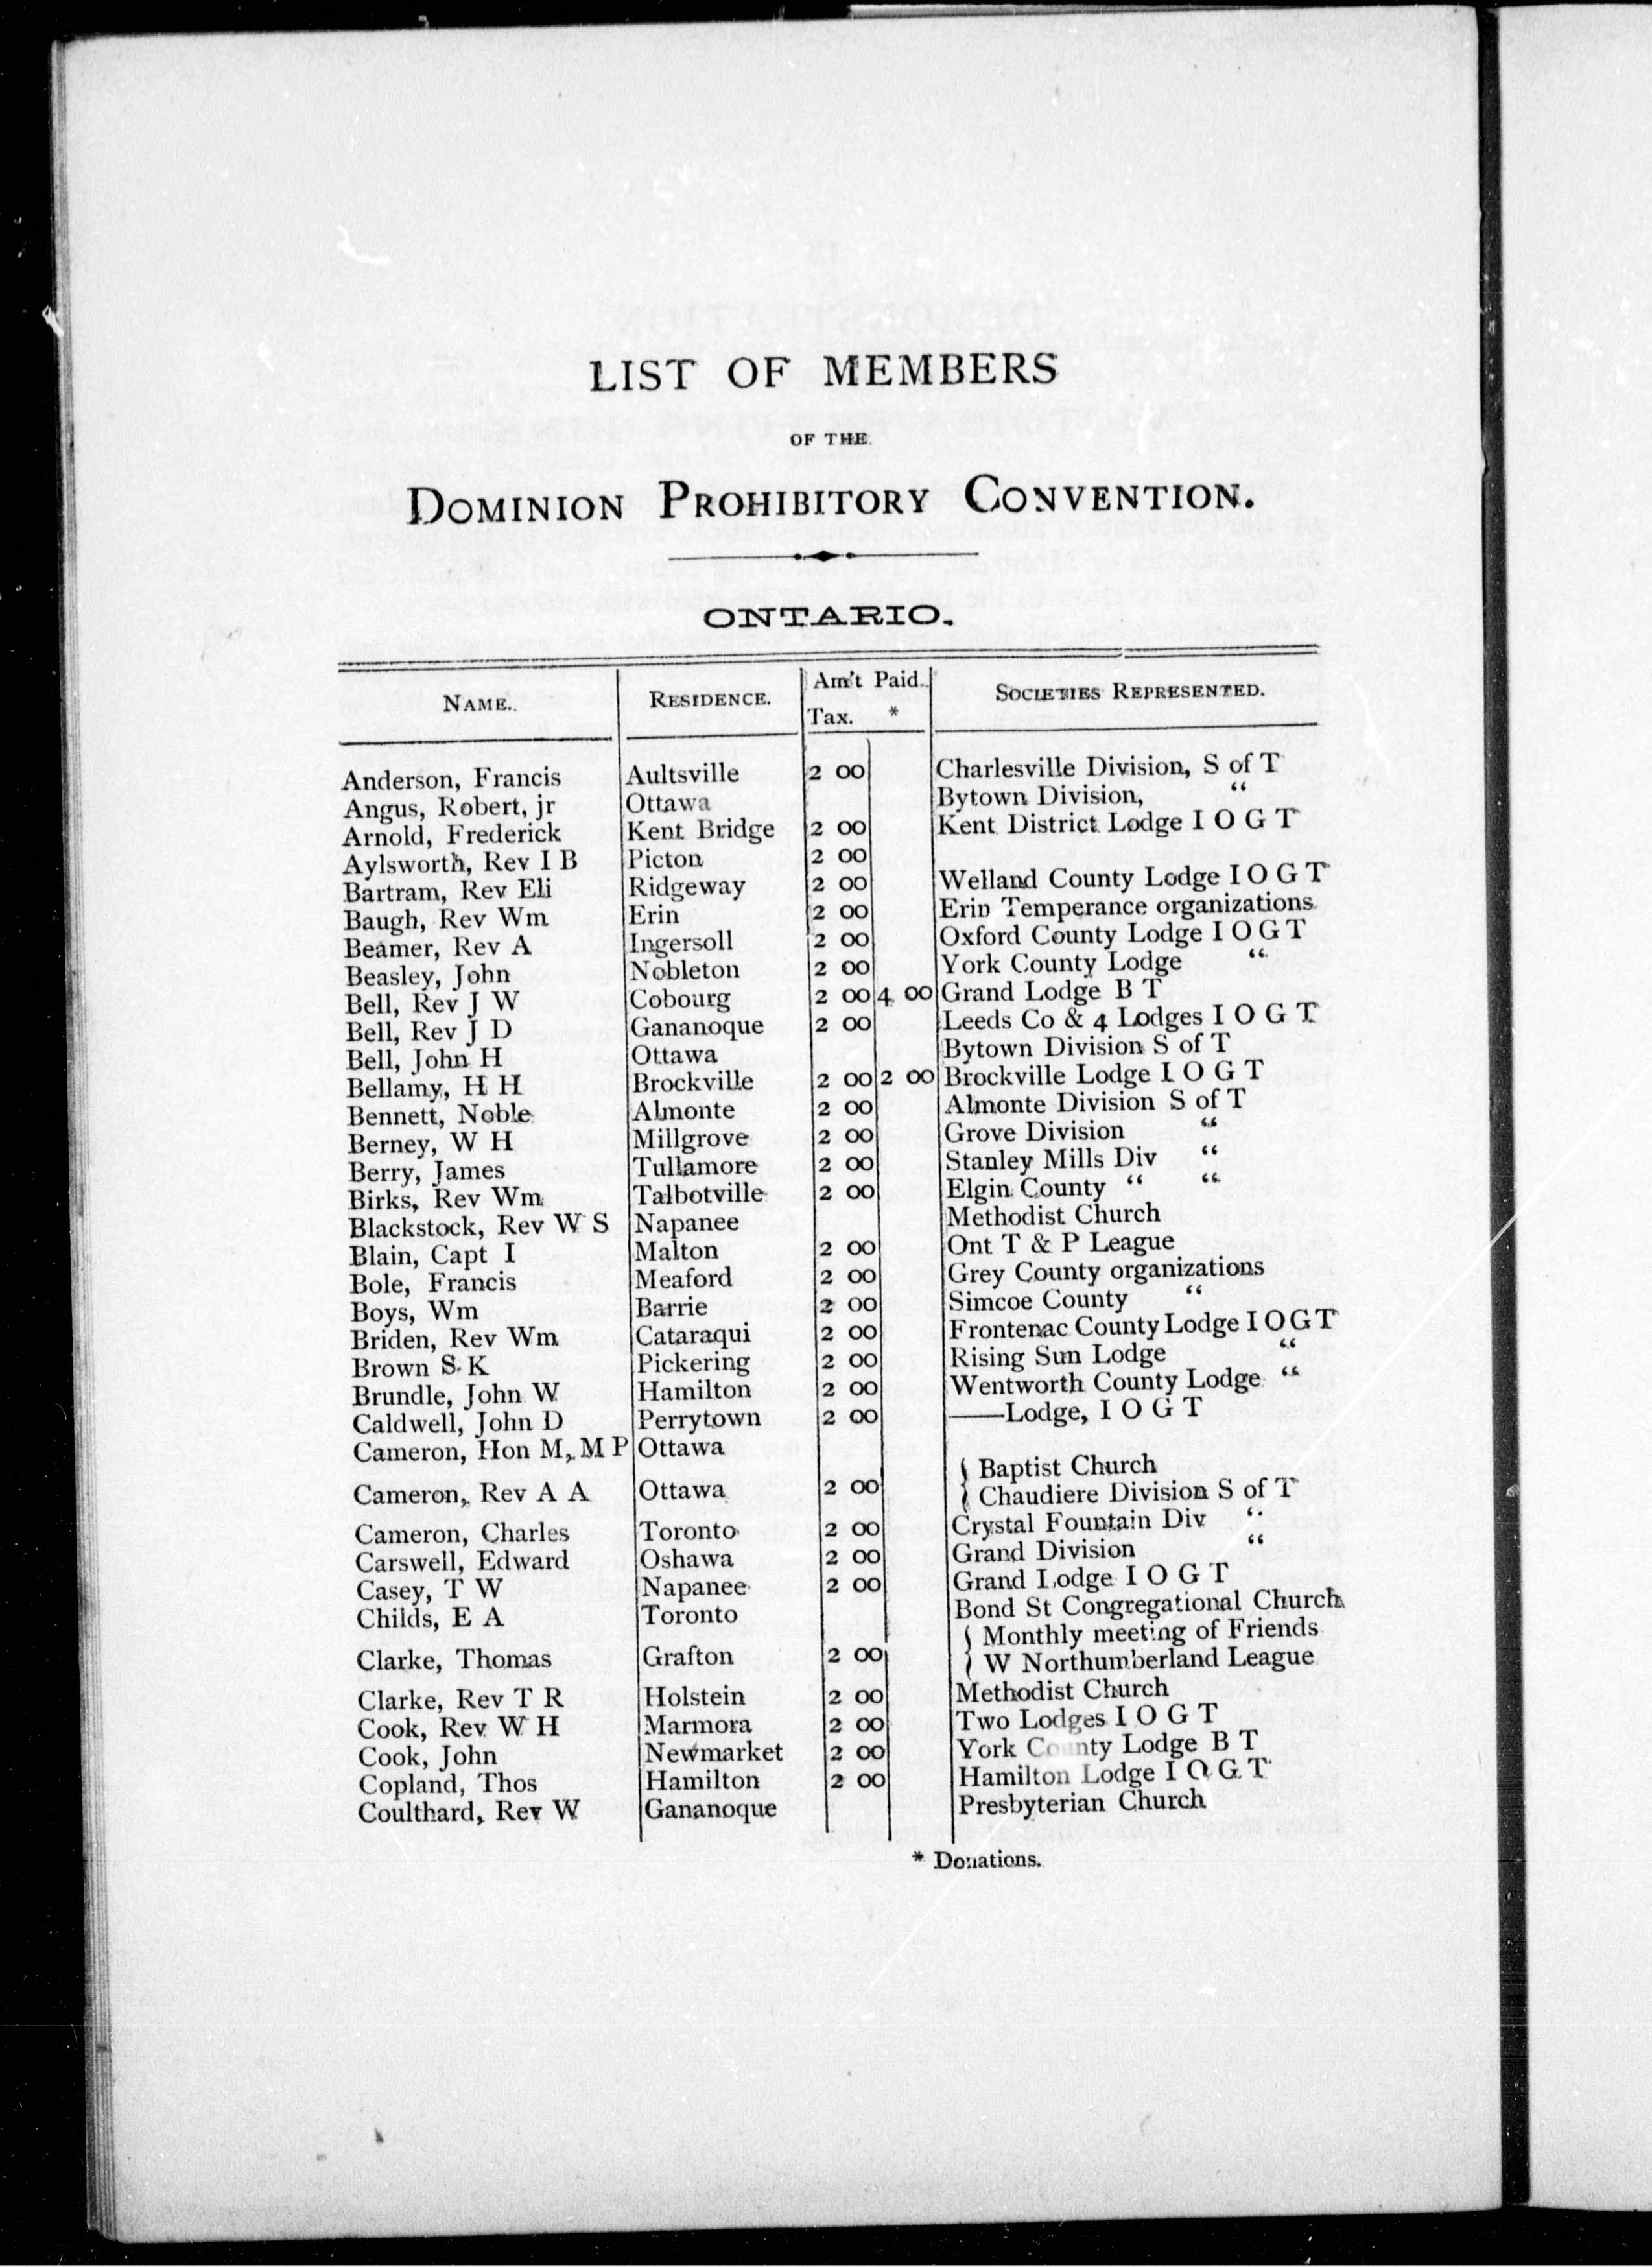 LIST OF MEMBERS
OF THE
DOMINION PROHIBITORY CONVENTION.
ONTARIO.
NAME. RESIDENCE. Am't Paid. SOCIETIES REPRESENTED.
Tax. *
Anderson, Francis Aultsville 2 00 Charlesville Division, S of T
Angus, Robert, jr Ottawa Bytown Division, “
Arnold, Frederick Kent Bridge 2 00 Kent District Lodge I O G T
Aylsworth, Rev I B Picton 2 00
Bartram, Rev Eli Ridgeway 2 00 Welland County Lodge I O G T
Baugh, Rev Wm Erin 2 00 Erin Temperance organizations
Beamer, Rev A Ingersoll 2 00 Oxford County Lodge I O G T
Beasley, John Nobleton 2 00 York County Lodge “
Bell, Rev J W Cobourg 2 00 4 00 Grand Lodge B T
Bell, Rev J D Gananoque 2 00 Leeds Co & 4 Lodges I O G T
Bell, John H Ottawa Bytown Division S of T
Bellamy, H H Brockville 2 00 2 00 Brockville Lodge I O G T
Bennett, Noble Almonte 2 00 Almonte Division S of T
Berney, W H Millgrove 2 00 Grove Division “
Berry, James Tullamore 2 00 Stanley Mills Div “
Birks, Rev Wm Talbotville 2 00 Elgin County “ “
Blackstock, Rev W S Napanee Methodist Church
Blain, Capt I Malton 2 00 Ont T & P League
Bole, Francis Meaford 2 00 Grey County organizations
Boys, Wm Barrie 2 00 Simcoe County “
Briden, Rev Wm Cataraqui 2 00 Frontenac County Lodge I O G T
Brown S K Pickering 2 00 Rising Sun Lodge “
Brundle, John W Hamilton 2 00 Wentworth County Lodge “
Caldwell, John D Perrytown 2 00 ——Lodge, I O G T
Cameron, Hon M, M P Ottawa
Cameron, Rev A A Ottawa 2 00 { Baptist Church
Chaudiere Division S of T
Cameron, Charles Toronto 2 00 Crystal Fountain Div “
Carswell, Edward Oshawa 2 00 Grand Division “
Casey, T W Napanee 2 00 Grand Lodge I O G T
Childs, E A Toronto Bond St Congregational Church
Clarke, Thomas Grafton 2 00 { Monthly meeting of Friends
W Northumberland League
Clarke, Rev T R Holstein 2 00 Methodist Church
Cook, Rev W H Marmora 2 00 Two Lodges I O G T
Cook, John Newmarket 2 00 York County Lodge B T
Copland, Thos Hamilton 2 00 Hamilton Lodge I O G T
Coulthard, Rev W Gananoque Presbyterian Church
* Donations.